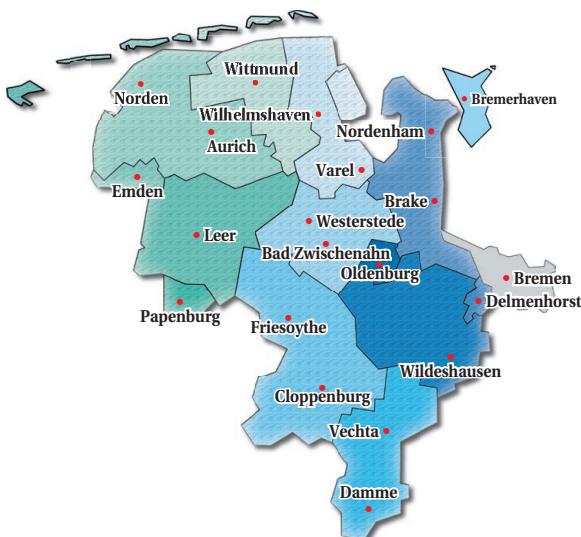 Wittmund
Norden
Bremerhaven
Wilhelmshaven
Nordenham
Aurich
Varel
Emden
Brake
Westerstede
Leer
Bad Zwischenahn
Oldenburg
Bremen
Delmenhorst
Papenburg
Friesoythe
Wildeshausen
Cloppenburg
Vechta
Damme